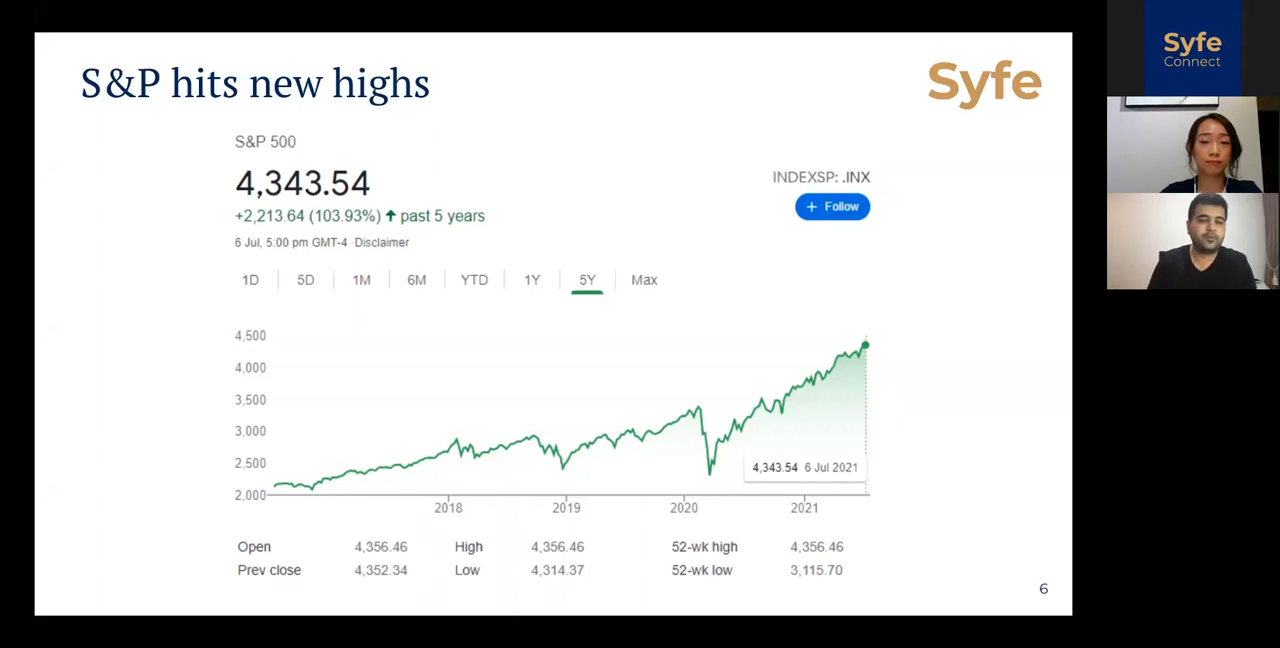 S&P hits new highs
Syfe
Syfe
Connect
S&P 500
4,343.54
+2,213.64 (103.93%) ↑ past 5 years
6 Jul, 5:00 pm GMT-4 · Disclaimer
INDEXSP: .INX
+ Follow
1D 5D 1M 6M YTD 1Y 5Y Max
4,500
4,000
3,500
3,000
2,500
2,000
4,343.54 6 Jul 2021
2018 2019 2020 2021
Open 4,356.46 High 4,356.46 52-wk high 4,356.46
Prev close 4,352.34 Low 4,314.37 52-wk low 3,115.70
6